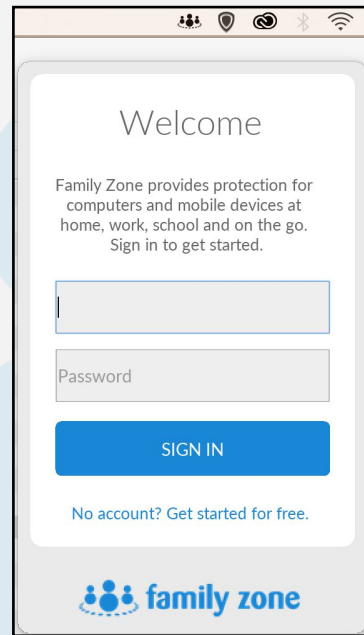 Welcome
Family Zone provides protection for
computers and mobile devices at
home, work, school and on the go.
Sign in to get started.
Password
SIGN IN
No account? Get started for free.
family zone